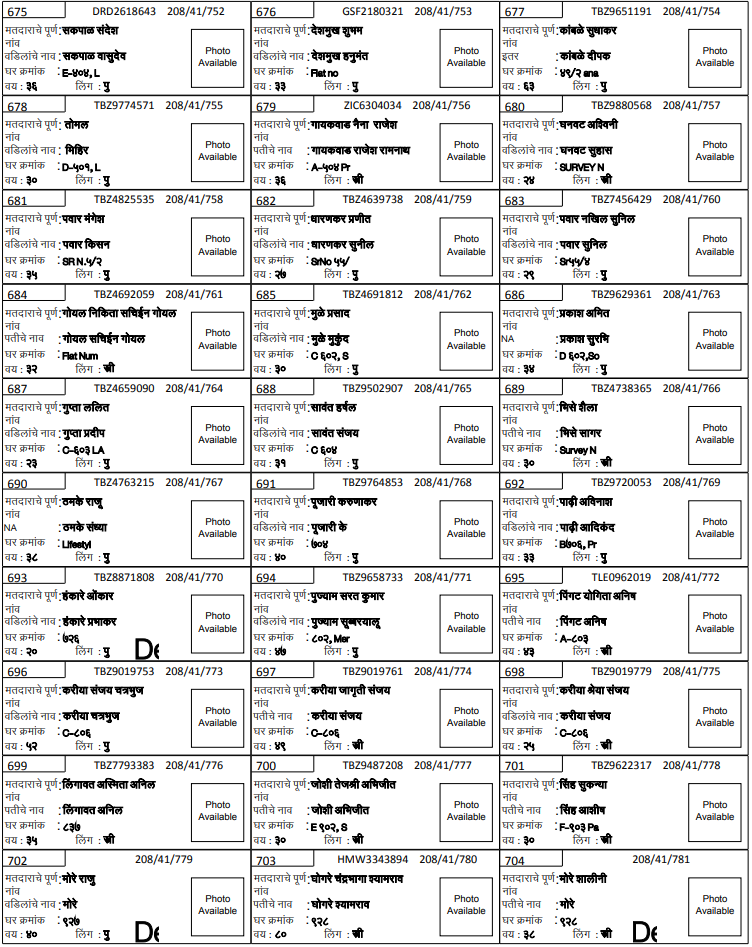 675 DRD2618643 208/41/752
मतदाराचे पूर्ण : सकपाळ संदेश
नांव
वडिलांचे नाव : सकपाळ वासुदेव
घर क्रमांक : E-४०४, L
वय : ३६ लिंग : पु
Photo
Available
676 GSF2180321 208/41/753
मतदाराचे पूर्ण : देशमुख शुभम
नांव
वडिलांचे नाव : देशमुख हनुमंत
घर क्रमांक : Flat no
वय : ३३ लिंग : पु
Photo
Available
677 TBZ9651191 208/41/754
मतदाराचे पूर्ण : कांबळे सुधाकर
नांव
इतर : कांबळे दीपक
घर क्रमांक : ४९/२ ana
वय : ६३ लिंग : पु
Photo
Available
678 TBZ9774571 208/41/755
मतदाराचे पूर्ण : तोमल
नांव
वडिलांचे नाव : मिहिर
घर क्रमांक : D-५०१, L
वय : ३० लिंग : पु
Photo
Available
679 ZIC6304034 208/41/756
मतदाराचे पूर्ण : गायकवाड नैना राजेश
नांव
पतीचे नाव : गायकवाड राजेश रामनाथ
घर क्रमांक : A-५०४ Pr
वय : ३६ लिंग : स्त्री
Photo
Available
680 TBZ9880568 208/41/757
मतदाराचे पूर्ण : घनवट अश्विनी
नांव
वडिलांचे नाव : घनवट सुहास
घर क्रमांक : SURVEY N
वय : २४ लिंग : स्त्री
Photo
Available
681 TBZ4825535 208/41/758
मतदाराचे पूर्ण : पवार मंगेश
नांव
वडिलांचे नाव : पवार किसन
घर क्रमांक : SR N.५/२
वय : ३५ लिंग : पु
Photo
Available
682 TBZ4639738 208/41/759
मतदाराचे पूर्ण : धारणकर प्रणीत
नांव
वडिलांचे नाव : धारणकर सुनील
घर क्रमांक : SrNo ५५/
वय : २७ लिंग : पु
Photo
Available
683 TBZ7456429 208/41/760
मतदाराचे पूर्ण : पवार नखिल सुनिल
नांव
वडिलांचे नाव : पवार सुनिल
घर क्रमांक : Sr५५/४
वय : २९ लिंग : पु
Photo
Available
684 TBZ4692059 208/41/761
मतदाराचे पूर्ण : गोयल निकिता सचिईन गोयल
नांव
पतीचे नाव : गोयल सचिईन गोयल
घर क्रमांक : Flat Num
वय : ३२ लिंग : स्त्री
Photo
Available
685 TBZ4691812 208/41/762
मतदाराचे पूर्ण : मुळे प्रसाद
नांव
वडिलांचे नाव : मुळे मुकुंद
घर क्रमांक : C ६०२, S
वय : ३० लिंग : पु
Photo
Available
686 TBZ9629361 208/41/763
मतदाराचे पूर्ण : प्रकाश अमित
नांव
NA : प्रकाश सुरभि
घर क्रमांक : D ६०२,So
वय : ३४ लिंग : पु
Photo
Available
687 TBZ4659090 208/41/764
मतदाराचे पूर्ण : गुप्ता ललित
नांव
वडिलांचे नाव : गुप्ता प्रदीप
घर क्रमांक : C-६०३ LA
वय : २३ लिंग : पु
Photo
Available
688 TBZ9502907 208/41/765
मतदाराचे पूर्ण : सावंत हर्षल
नांव
वडिलांचे नाव : सावंत संजय
घर क्रमांक : C ६०४
वय : ३१ लिंग : पु
Photo
Available
689 TBZ4738365 208/41/766
मतदाराचे पूर्ण : भिसे शैला
नांव
पतीचे नाव : भिसे सागर
घर क्रमांक : Survey N
वय : ३० लिंग : स्त्री
Photo
Available
690 TBZ4763215 208/41/767
मतदाराचे पूर्ण : ठमके राजू
नांव
NA : ठमके संध्या
घर क्रमांक : Lifestyl
वय : ३८ लिंग : पु
Photo
Available
691 TBZ9764853 208/41/768
मतदाराचे पूर्ण : पूजारी करुणाकर
नांव
वडिलांचे नाव : पूजारी के
घर क्रमांक : ७०४
वय : ४० लिंग : पु
Photo
Available
692 TBZ9720053 208/41/769
मतदाराचे पूर्ण : पाढ़ी अविनाश
नांव
वडिलांचे नाव : पाढ़ी आदिकंद
घर क्रमांक : B७०६, Pr
वय : ३३ लिंग : पु
Photo
Available
693 TBZ8871808 208/41/770
मतदाराचे पूर्ण : हंकारे ओंकार
नांव
वडिलांचे नाव : हंकारे प्रभाकर
घर क्रमांक : ७२६
वय : २० लिंग : पु De
Photo
Available
694 TBZ9658733 208/41/771
मतदाराचे पूर्ण : पुज्याम सरत कुमार
नांव
वडिलांचे नाव : पुज्याम सुब्बरयालू
घर क्रमांक : ८०२, Mar
वय : ४७ लिंग : पु
Photo
Available
695 TLE0962019 208/41/772
मतदाराचे पूर्ण : पिंगट योगिता अनिष
नांव
पतीचे नाव : पिंगट अनिष
घर क्रमांक : A-८०३
वय : ४३ लिंग : स्त्री
Photo
Available
696 TBZ9019753 208/41/773
मतदाराचे पूर्ण : करीया संजय चत्रभुज
नांव
वडिलांचे नाव : करीया चत्रभुज
घर क्रमांक : C-८०६
वय : ५२ लिंग : पु
Photo
Available
697 TBZ9019761 208/41/774
मतदाराचे पूर्ण : करीया जागृती संजय
नांव
पतीचे नाव : करीया संजय
घर क्रमांक : C-८०६
वय : ४९ लिंग : स्त्री
Photo
Available
698 TBZ9019779 208/41/775
मतदाराचे पूर्ण : करीया श्रेया संजय
नांव
वडिलांचे नाव : करीया संजय
घर क्रमांक : C-८०६
वय : २५ लिंग : स्त्री
Photo
Available
699 TBZ7793383 208/41/776
मतदाराचे पूर्ण : लिंगावत अस्मिता अनिल
नांव
पतीचे नाव : लिंगावत अनिल
घर क्रमांक : ८३७
वय : ३५ लिंग : स्त्री
Photo
Available
700 TBZ9487208 208/41/777
मतदाराचे पूर्ण : जोशी तेजश्री अभिजीत
नांव
पतीचे नाव : जोशी अभिजीत
घर क्रमांक : E ९०२, S
वय : ३० लिंग : स्त्री
Photo
Available
701 TBZ9622317 208/41/778
मतदाराचे पूर्ण : सिंह सुकन्या
नांव
पतीचे नाव : सिंह आशीष
घर क्रमांक : F-९०३ Pa
वय : ३० लिंग : स्त्री
Photo
Available
702 208/41/779
मतदाराचे पूर्ण : मोरे राजु
नांव
वडिलांचे नाव : मोरे
घर क्रमांक : ९२७
वय : ४० लिंग : पु De
Photo
Available
703 HMW3343894 208/41/780
मतदाराचे पूर्ण : घोगरे चंद्रभागा श्यामराव
नांव
पतीचे नाव : घोगरे श्यामराव
घर क्रमांक : ९२८
वय : ८० लिंग : स्त्री
Photo
Available
704 208/41/781
मतदाराचे पूर्ण : मोरे शालीनी
नांव
पतीचे नाव : मोरे
घर क्रमांक : ९२८
वय : ३८ लिंग : स्त्री De
Photo
Available